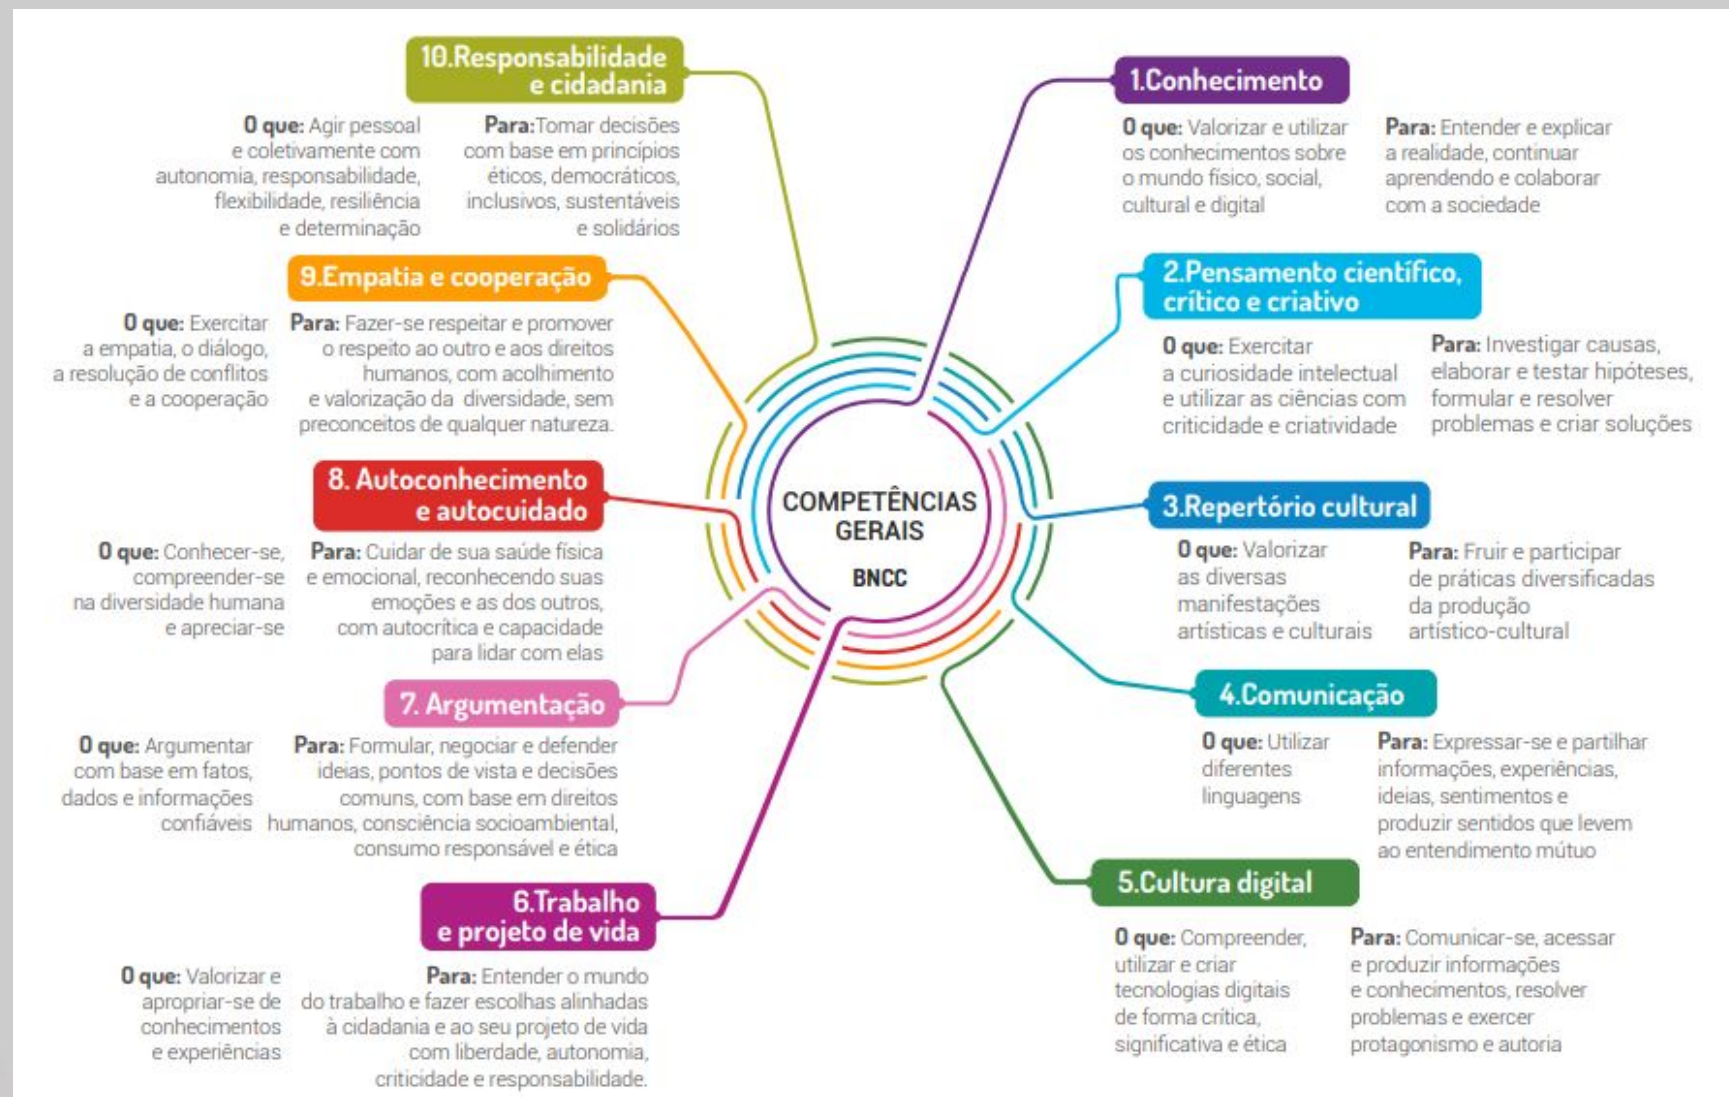 COMPETÊNCIAS
GERAIS
BNCC
1.Conhecimento
O que: Valorizar e utilizar
os conhecimentos sobre
o mundo físico, social,
cultural e digital
Para: Entender e explicar
a realidade, continuar
aprendendo e colaborar
com a sociedade
2.Pensamento científico,
crítico e criativo
O que: Exercitar
a curiosidade intelectual
e utilizar as ciências com
criticidade e criatividade
Para: Investigar causas,
elaborar e testar hipóteses,
formular e resolver
problemas e criar soluções
3.Repertório cultural
O que: Valorizar
as diversas
manifestações
artísticas e culturais
Para: Fruir e participar
de práticas diversificadas
da produção
artístico-cultural
4.Comunicação
O que: Utilizar
diferentes
linguagens
Para: Expressar-se e partilhar
informações, experiências,
ideias, sentimentos e
produzir sentidos que levem
ao entendimento mútuo
5.Cultura digital
O que: Compreender,
utilizar e criar
tecnologias digitais
de forma crítica,
significativa e ética
Para: Comunicar-se, acessar
e produzir informações
e conhecimentos, resolver
problemas e exercer
protagonismo e autoria
6.Trabalho
e projeto de vida
O que: Valorizar e
apropriar-se de
conhecimentos
e experiências
Para: Entender o mundo
do trabalho e fazer escolhas alinhadas
à cidadania e ao seu projeto de vida
com liberdade, autonomia,
criticidade e responsabilidade.
7. Argumentação
O que: Argumentar
com base em fatos,
dados e informações
confiáveis
Para: Formular, negociar e defender
ideias, pontos de vista e decisões
comuns, com base em direitos
humanos, consciência socioambiental,
consumo responsável e ética
8. Autoconhecimento
e autocuidado
O que: Conhecer-se,
compreender-se
na diversidade humana
e apreciar-se
Para: Cuidar de sua saúde física
e emocional, reconhecendo suas
emoções e as dos outros,
com autocrítica e capacidade
para lidar com elas
9.Empatia e cooperação
O que: Exercitar
a empatia, o diálogo,
a resolução de conflitos
e a cooperação
Para: Fazer-se respeitar e promover
o respeito ao outro e aos direitos
humanos, com acolhimento
e valorização da diversidade, sem
preconceitos de qualquer natureza.
10.Responsabilidade
e cidadania
O que: Agir pessoal
e coletivamente com
autonomia, responsabilidade,
flexibilidade, resiliência
e determinação
Para:Tomar decisões
com base em princípios
éticos, democráticos,
inclusivos, sustentáveis
e solidários